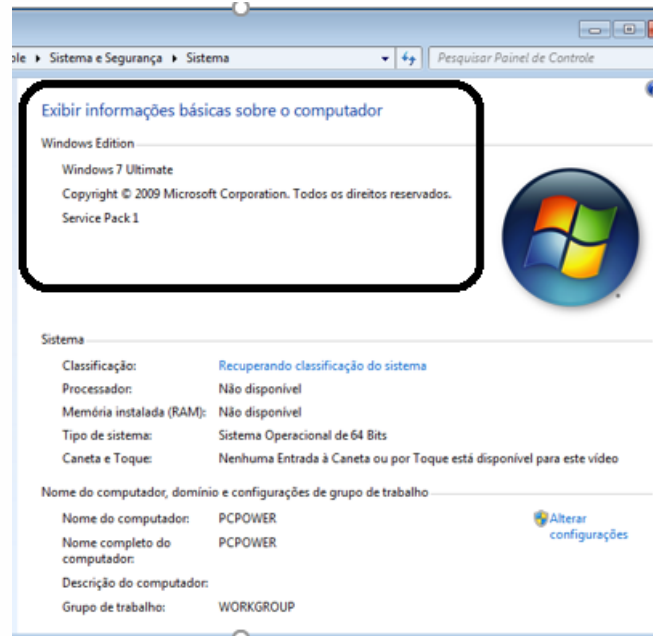 Sistema e Segurança Sistema
Pesquisar Painel de Controle
Exibir informações básicas sobre o computador
Windows Edition
Windows 7 Ultimate
Copyright © 2009 Microsoft Corporation. Todos os direitos reservados.
Service Pack 1
Sistema
Classificação: Recuperando classificação do sistema
Processador: Não disponível
Memória instalada (RAM): Não disponível
Tipo de sistema: Sistema Operacional de 64 Bits
Caneta e Toque: Nenhuma Entrada à Caneta ou por Toque está disponível para este vídeo
Nome do computador, domínio e configurações de grupo de trabalho
Nome do computador: PCPOWER
Alterar
configurações
Nome completo do
computador:
PCPOWER
Descrição do computador:
Grupo de trabalho: WORKGROUP